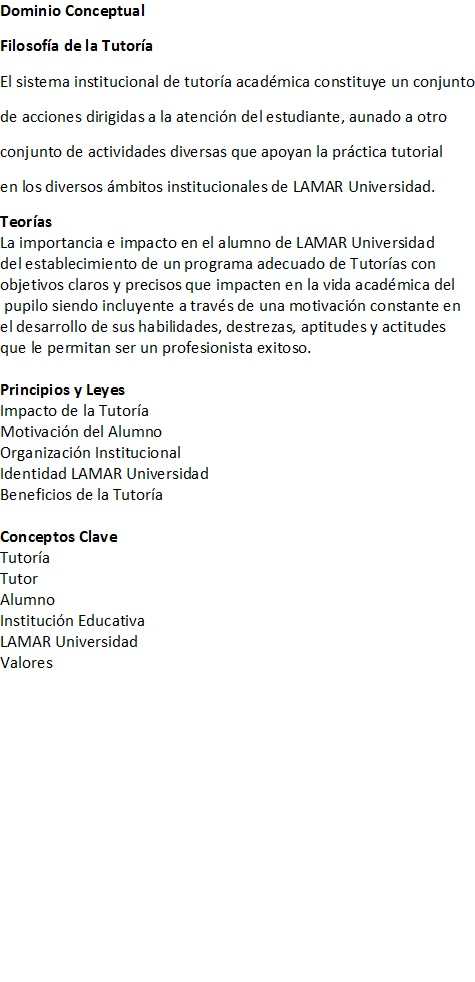 Dominio Conceptual
Filosofía de la Tutoría
El sistema institucional de tutoría académica constituye un conjunto
de acciones dirigidas a la atención del estudiante, aunado a otro
conjunto de actividades diversas que apoyan la práctica tutorial
en los diversos ámbitos institucionales de LAMAR Universidad.
Teorías
La importancia e impacto en el alumno de LAMAR Universidad
del establecimiento de un programa adecuado de Tutorías con
objetivos claros y precisos que impacten en la vida académica del
pupilo siendo incluyente a través de una motivación constante en
el desarrollo de sus habilidades, destrezas, aptitudes y actitudes
que le permitan ser un profesionista exitoso.
Principios y Leyes
Impacto de la Tutoría
Motivación del Alumno
Organización Institucional
Identidad LAMAR Universidad
Beneficios de la Tutoría
Conceptos Clave
Tutoría
Tutor
Alumno
Institución Educativa
LAMAR Universidad
Valores